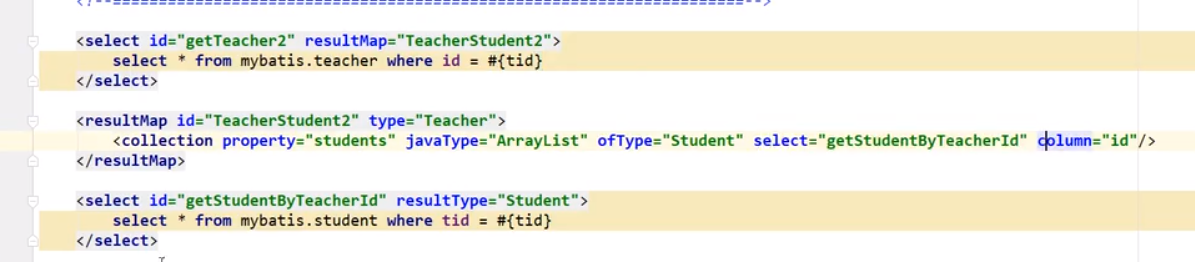 <!--=====================================================================-->
<select id="getTeacher2" resultMap="TeacherStudent2">
select * from mybatis.teacher where id = #{tid}
</select>
<resultMap id="TeacherStudent2" type="Teacher">
<collection property="students" javaType="ArrayList" ofType="Student" select="getStudentByTeacherId" column="id"/>
</resultMap>
<select id="getStudentByTeacherId" resultType="Student">
select * from mybatis.student where tid = #{tid}
</select>